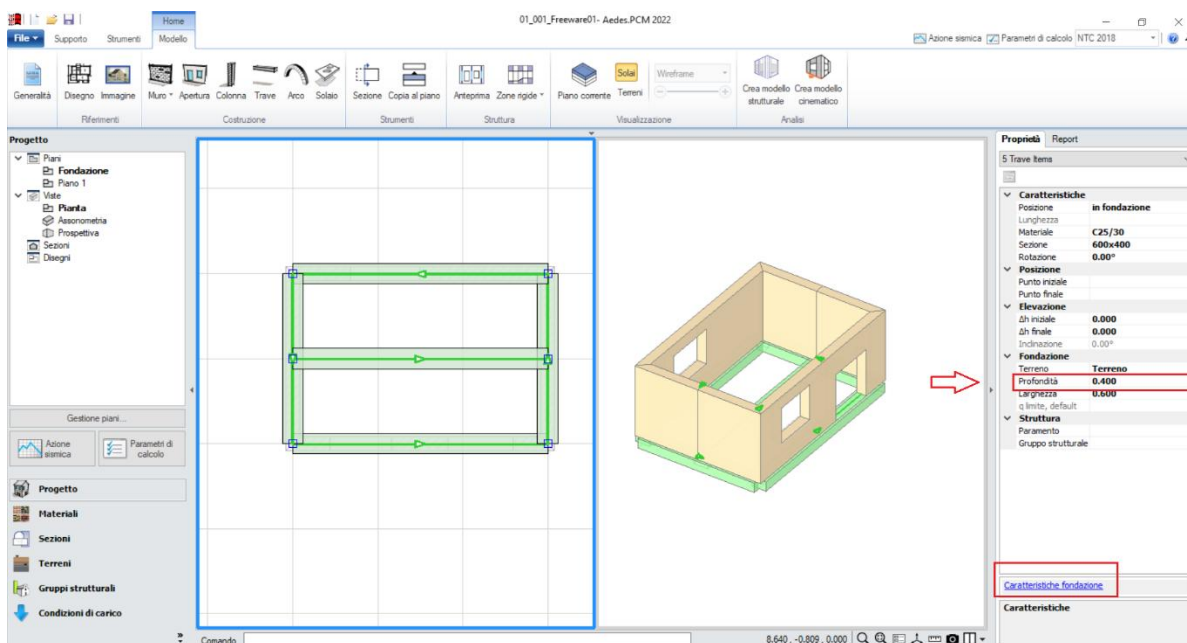 01_001_Freeware01- Aedes.PCM 2022
Home
File Supporto Strumenti Modello
Azione sismica Parametri di calcolo NTC 2018
Generalità Disegno Immagine Muro Apertura Colonna Trave Arco Solaio Sezione Copia al piano Anteprima Zone rigide Piano corrente Solai Terreni Wireframe Crea modello strutturale Crea modello cinematico
Riferimenti Costruzione Strumenti Struttura Visualizzazione Analisi
Progetto
Piani
Fondazione
Piano 1
Viste
Pianta
Assonometria
Prospettiva
Sezioni
Disegni
Gestione piani...
Azione sismica
Parametri di calcolo
Progetto
Materiali
Sezioni
Terreni
Gruppi strutturali
Condizioni di carico
Comando
8.640 , -0.809 , 0.000
Proprietà Report
5 Trave Items
Caratteristiche
Posizione in fondazione
Lunghezza
Materiale C25/30
Sezione 600x400
Rotazione 0.00°
Posizione
Punto iniziale
Punto finale
Elevazione
Δh iniziale 0.000
Δh finale 0.000
Inclinazione 0.00°
Fondazione
Terreno Terreno
Profondità 0.400
Larghezza 0.600
q limite, default
Struttura
Paramento
Gruppo strutturale
Caratteristiche fondazione
Caratteristiche